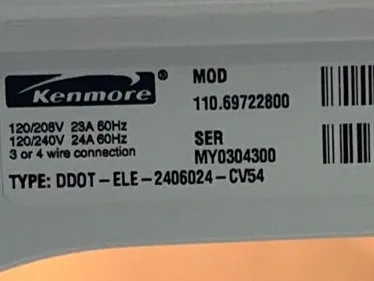 Kenmore®
MOD
110.69722800
120/208V 23A 60Hz
120/240V 24A 60Hz
3 or 4 wire connection
SER
MY0304300
TYPE: DDOT-ELE-2406024-CV54